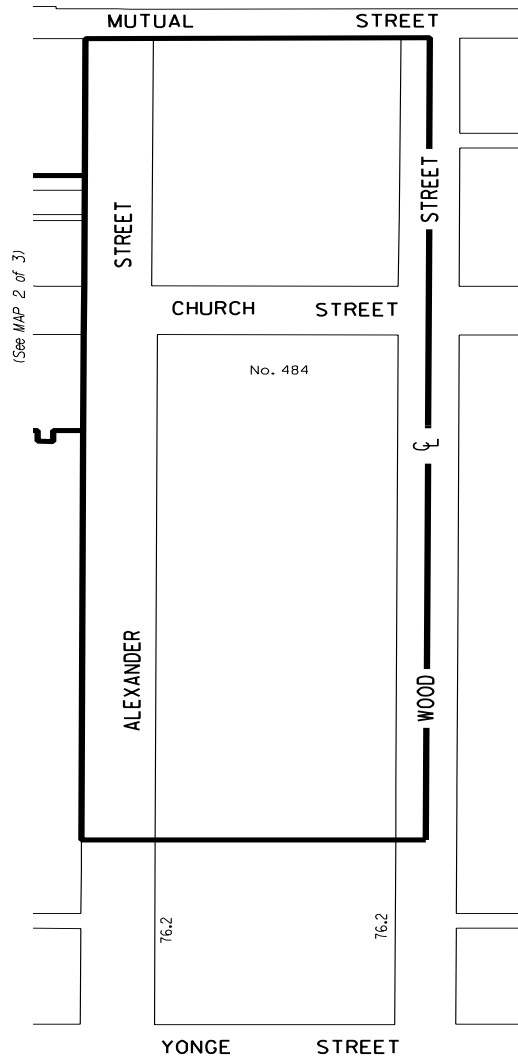 MUTUAL STREET
STREET
STREET
(See MAP 2 of 3)
CHURCH STREET
No. 484
CL
ALEXANDER
WOOD
76.2
76.2
YONGE STREET